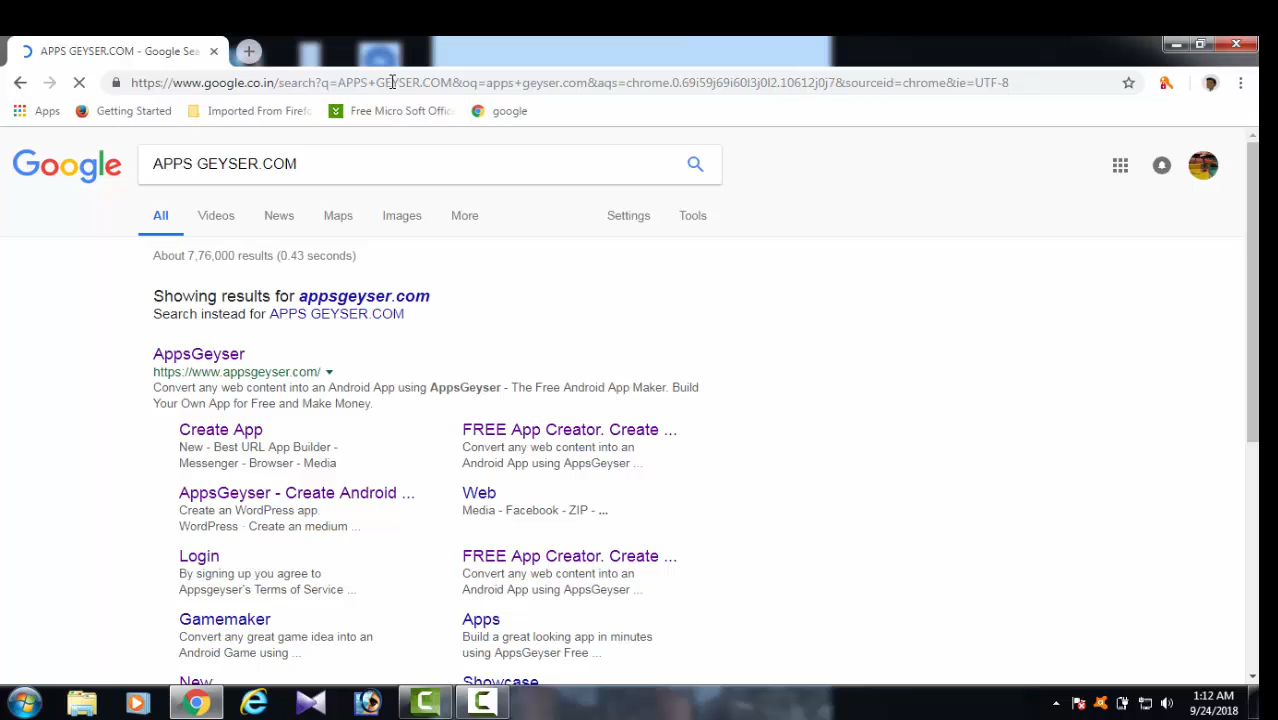 APPS GEYSER.COM - Google Sea
https://www.google.co.in/search?q=APPS+GEYSER.COM&oq=apps+geyser.com&aqs=chrome.0.69i59j69i60l3j0l2.10612j0j7&sourceid=chrome&ie=UTF-8
Apps Getting Started Imported From Firefo Free Micro Soft Offic google
Google APPS GEYSER.COM
All Videos News Maps Images More Settings Tools
About 7,76,000 results (0.43 seconds)
Showing results for appsgeyser.com
Search instead for APPS GEYSER.COM
AppsGeyser
https://www.appsgeyser.com/
Convert any web content into an Android App using AppsGeyser - The Free Android App Maker. Build
Your Own App for Free and Make Money.
Create App
New - Best URL App Builder -
Messenger - Browser - Media
FREE App Creator. Create ...
Convert any web content into an
Android App using AppsGeyser ...
AppsGeyser - Create Android ...
Create an WordPress app.
WordPress · Create an medium ...
Web
Media - Facebook - ZIP - ...
Login
By signing up you agree to
Appsgeyser's Terms of Service ...
FREE App Creator. Create ...
Convert any web content into an
Android App using AppsGeyser ...
Gamemaker
Convert any great game idea into an
Android Game using ...
Apps
Build a great looking app in minutes
using AppsGeyser Free ...
New
Showcase
1:12 AM
9/24/2018